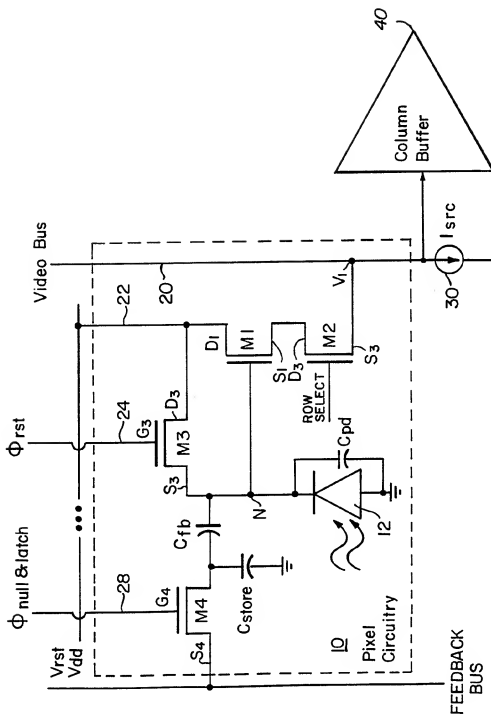 Φnull&latch
Φrst
Video Bus
Vrst
Vdd
28
24
22
20
40
G4
G3
D3
D1
M4
M3
M1
S4
S3
S1
D3
M2
S3
V1
Cfb
Cstore
N
ROW
SELECT
Cpd
12
10
Pixel
Circuitry
Column
Buffer
Isrc
30
FEEDBACK
BUS